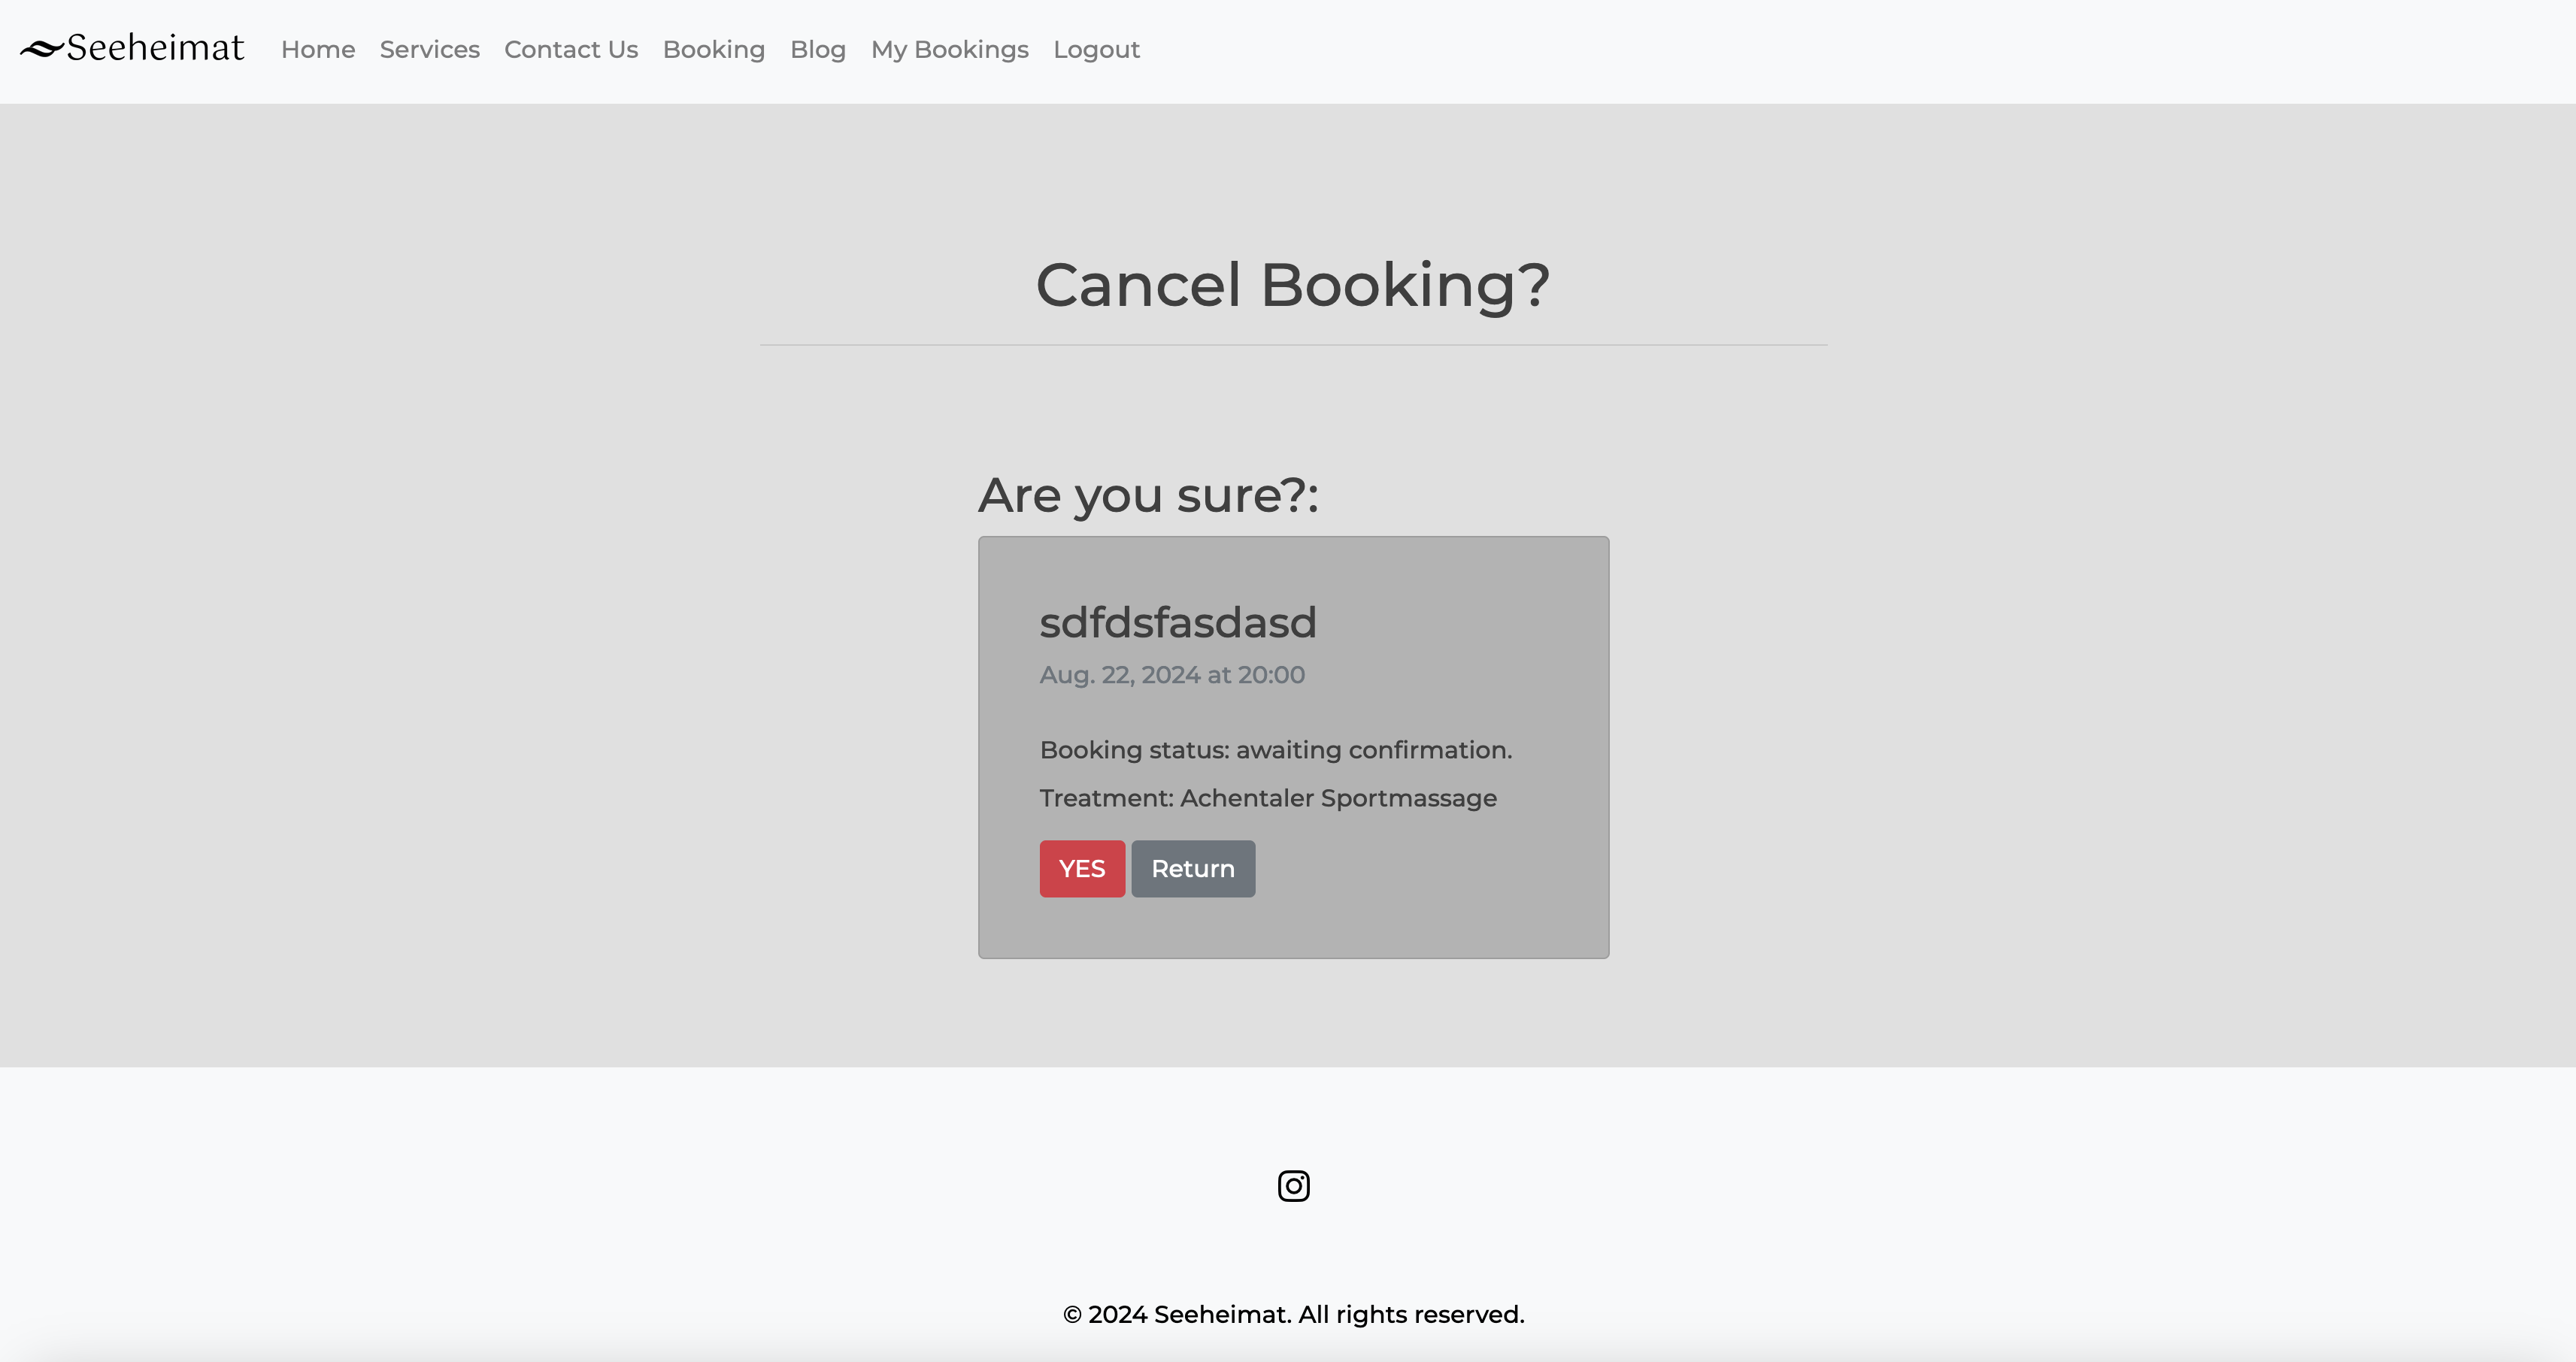 Seeheimat
Home Services Contact Us Booking Blog My Bookings Logout
Cancel Booking?
Are you sure?:
sdfdsfasdasd
Aug. 22, 2024 at 20:00
Booking status: awaiting confirmation.
Treatment: Achentaler Sportmassage
YES Return
© 2024 Seeheimat. All rights reserved.